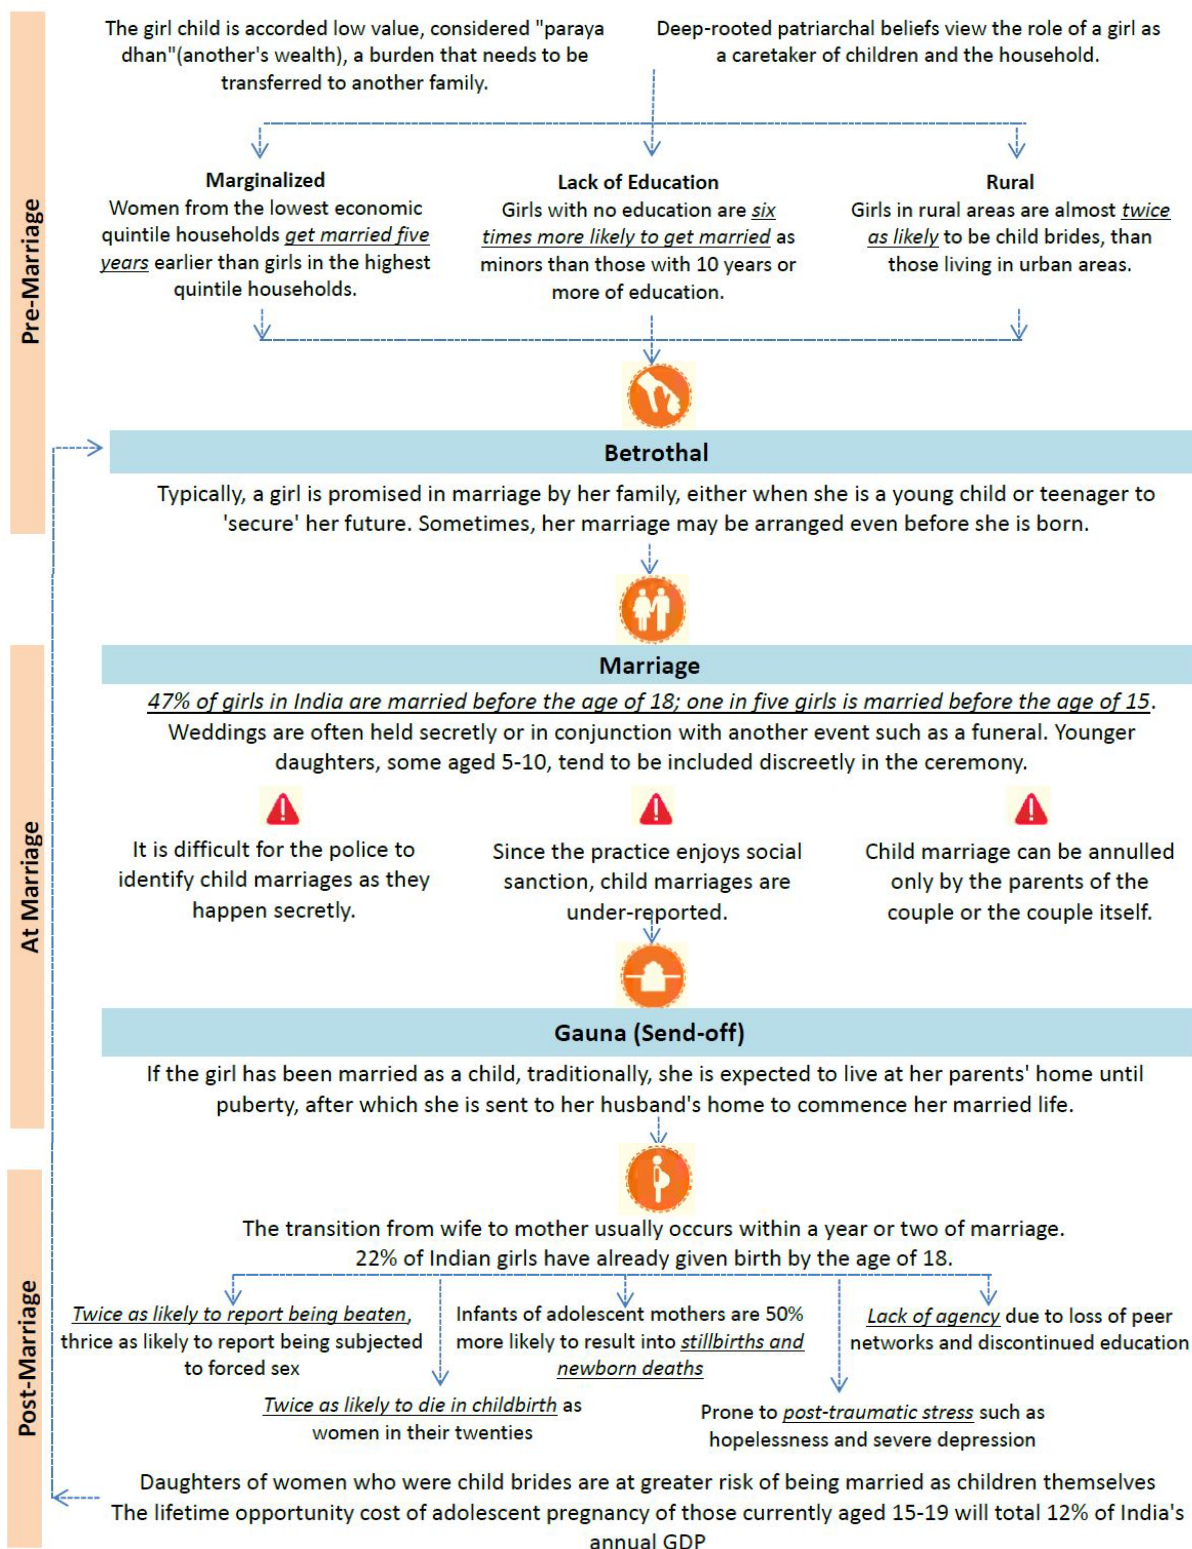 Pre-Marriage
The girl child is accorded low value, considered "paraya
dhan"(another's wealth), a burden that needs to be
transferred to another family.
Deep-rooted patriarchal beliefs view the role of a girl as
a caretaker of children and the household.
Marginalized
Women from the lowest economic
quintile households get married five
years earlier than girls in the highest
quintile households.
Lack of Education
Girls with no education are six
times more likely to get married as
minors than those with 10 years or
more of education.
Rural
Girls in rural areas are almost twice
as likely to be child brides, than
those living in urban areas.
Betrothal
Typically, a girl is promised in marriage by her family, either when she is a young child or teenager to
'secure' her future. Sometimes, her marriage may be arranged even before she is born.
At Marriage
Marriage
47% of girls in India are married before the age of 18; one in five girls is married before the age of 15.
Weddings are often held secretly or in conjunction with another event such as a funeral. Younger
daughters, some aged 5-10, tend to be included discreetly in the ceremony.
It is difficult for the police to
identify child marriages as they
happen secretly.
Since the practice enjoys social
sanction, child marriages are
under-reported.
Child marriage can be annulled
only by the parents of the
couple or the couple itself.
Gauna (Send-off)
If the girl has been married as a child, traditionally, she is expected to live at her parents' home until
puberty, after which she is sent to her husband's home to commence her married life.
Post-Marriage
The transition from wife to mother usually occurs within a year or two of marriage.
22% of Indian girls have already given birth by the age of 18.
Twice as likely to report being beaten,
thrice as likely to report being subjected
to forced sex
Infants of adolescent mothers are 50%
more likely to result into stillbirths and
newborn deaths
Lack of agency due to loss of peer
networks and discontinued education
Twice as likely to die in childbirth as
women in their twenties
Prone to post-traumatic stress such as
hopelessness and severe depression
Daughters of women who were child brides are at greater risk of being married as children themselves
The lifetime opportunity cost of adolescent pregnancy of those currently aged 15-19 will total 12% of India's
annual GDP